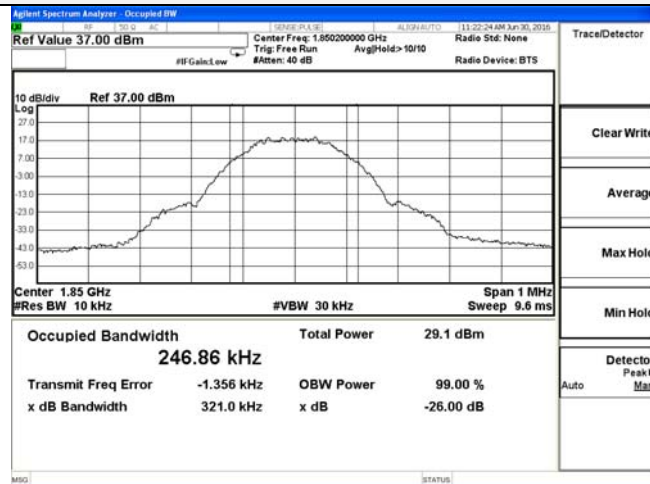 Agilent Spectrum Analyzer - Occupied BW
RF 50 Ω AC SENSE:PULSE ALIGN AUTO 11:22:24 AM Jun 30, 2016
Ref Value 37.00 dBm Center Freq: 1.850200000 GHz Radio Std: None
Trig: Free Run Avg|Hold:> 10/10
#IFGain:Low #Atten: 40 dB Radio Device: BTS
Trace/Detector
10 dB/div Ref 37.00 dBm
Log
27.0
17.0
7.00
-3.00
-13.0
-23.0
-33.0
-43.0
-53.0
Clear Write
Average
Max Hold
Min Hold
Center 1.85 GHz Span 1 MHz
#Res BW 10 kHz #VBW 30 kHz Sweep 9.6 ms
Occupied Bandwidth Total Power 29.1 dBm
246.86 kHz
Transmit Freq Error -1.356 kHz OBW Power 99.00 %
x dB Bandwidth 321.0 kHz x dB -26.00 dB
Detecto
Peak
Auto Ma
MSG STATUS